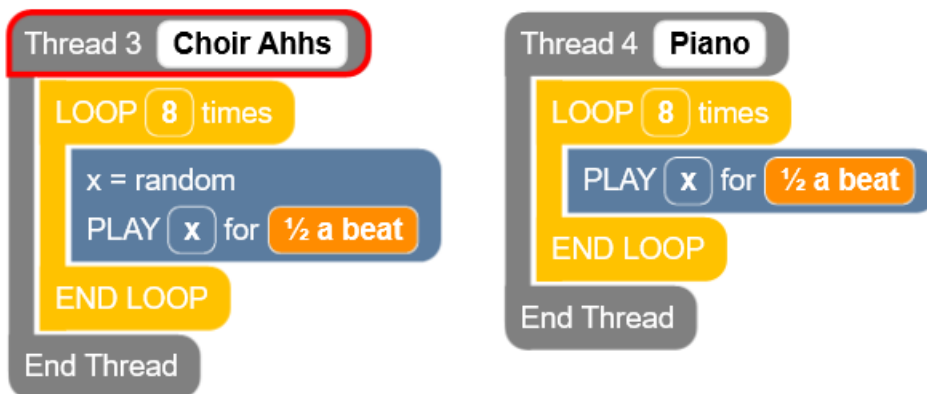 Thread 3 Choir Ahhs
LOOP 8 times
x = random
PLAY x for ½ a beat
END LOOP
End Thread
Thread 4 Piano
LOOP 8 times
PLAY x for ½ a beat
END LOOP
End Thread